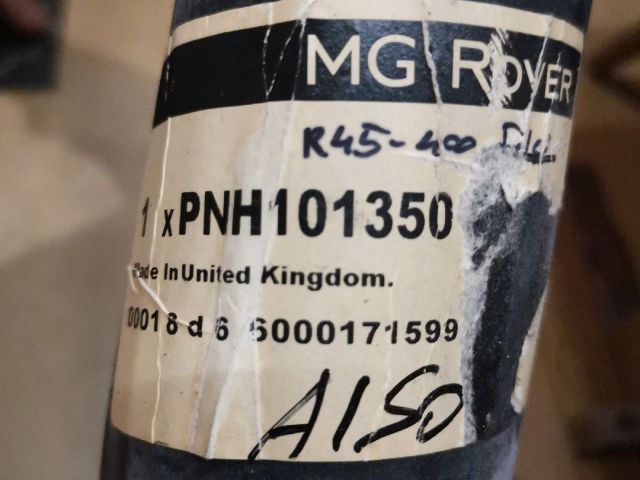 MG ROVER
R45-400
1 xPNH101350
Made In United Kingdom.
00018 d 6 6000171599
A150